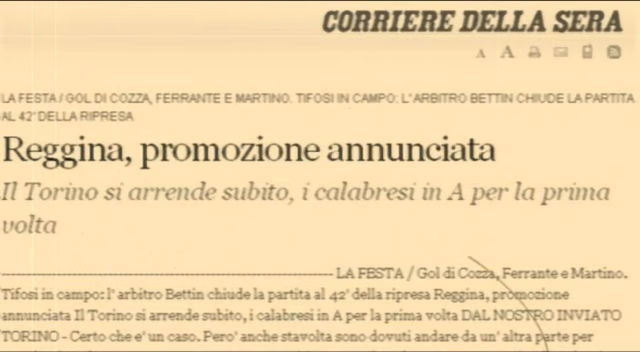 CORRIERE DELLA SERA
A A
LA FESTA / GOL DI COZZA, FERRANTE E MARTINO. TIFOSI IN CAMPO: L' ARBITRO BETTIN CHIUDE LA PARTITA
AL 42' DELLA RIPRESA
Reggina, promozione annunciata
Il Torino si arrende subito, i calabresi in A per la prima
volta
------------------------------------------------- LA FESTA / Gol di Cozza, Ferrante e Martino.
Tifosi in campo: l' arbitro Bettin chiude la partita al 42' della ripresa Reggina, promozione
annunciata Il Torino si arrende subito, i calabresi in A per la prima volta DAL NOSTRO INVIATO
TORINO - Certo che e' un caso. Pero' anche stavolta sono dovuti andare da un' altra parte per